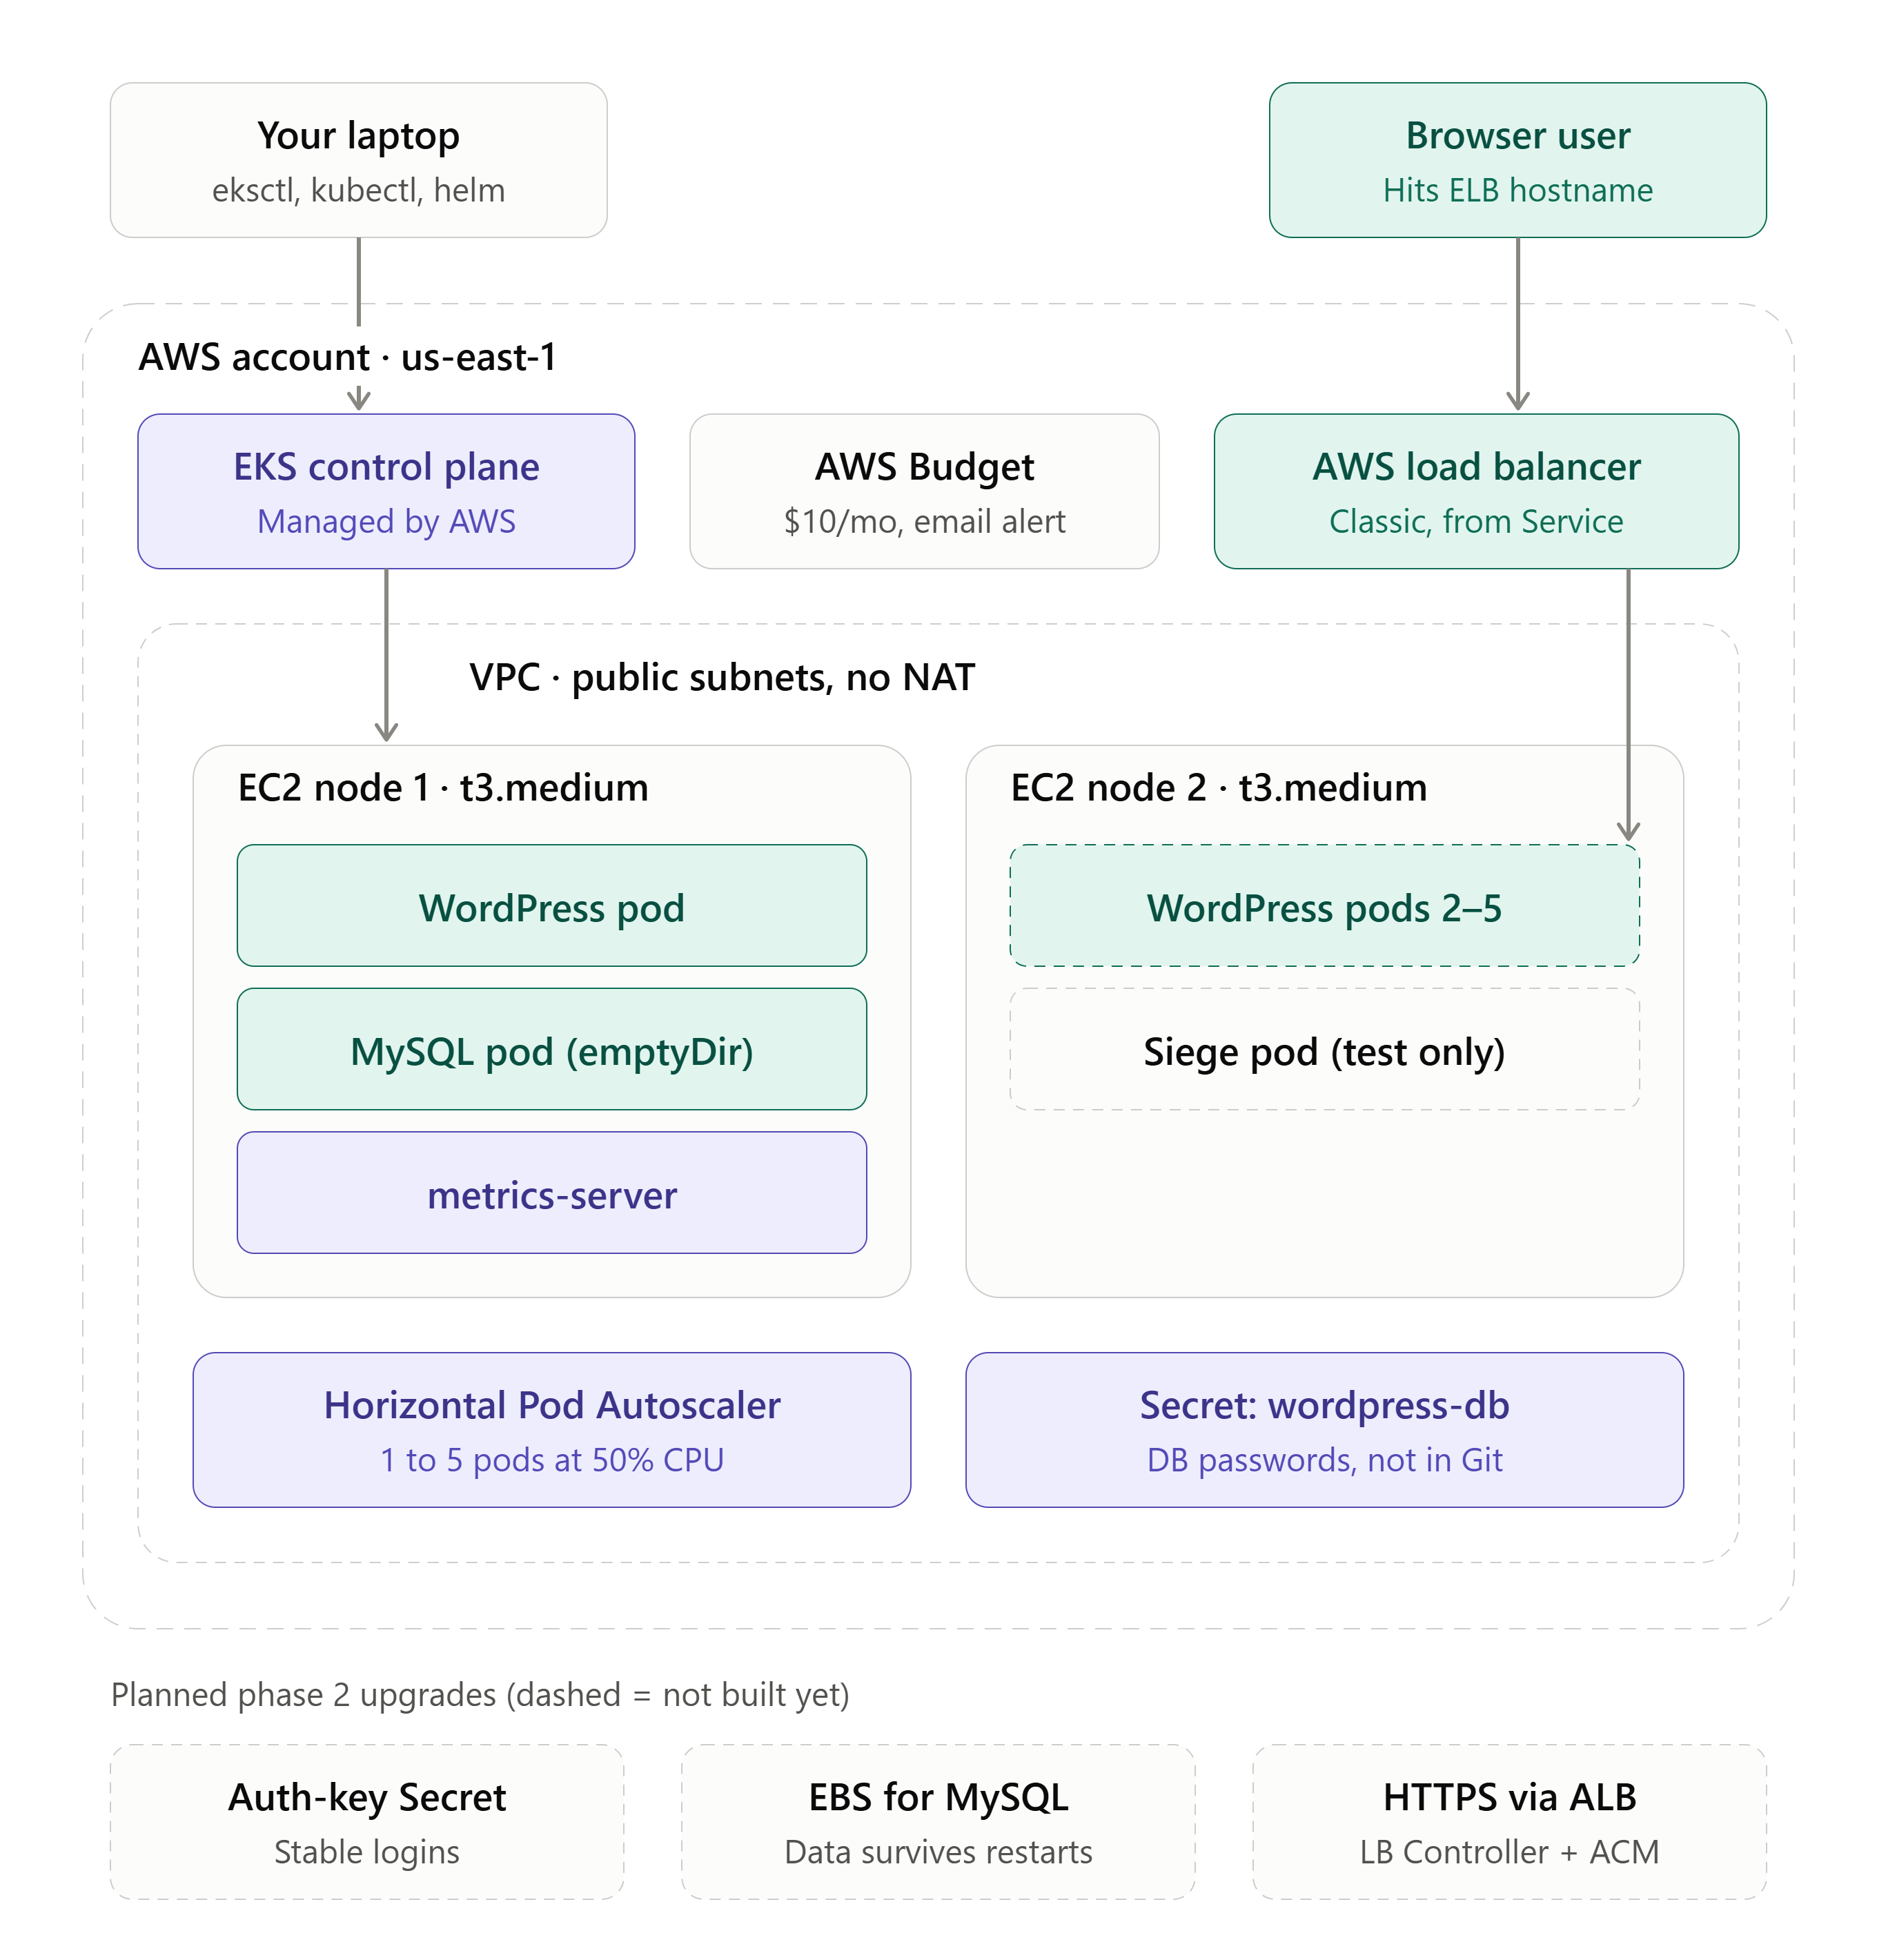 Your laptop
eksctl, kubectl, helm
Browser user
Hits ELB hostname
AWS account · us-east-1
EKS control plane
Managed by AWS
AWS Budget
$10/mo, email alert
AWS load balancer
Classic, from Service
VPC · public subnets, no NAT
EC2 node 1 · t3.medium
WordPress pod
MySQL pod (emptyDir)
metrics-server
EC2 node 2 · t3.medium
WordPress pods 2–5
Siege pod (test only)
Horizontal Pod Autoscaler
1 to 5 pods at 50% CPU
Secret: wordpress-db
DB passwords, not in Git
Planned phase 2 upgrades (dashed = not built yet)
Auth-key Secret
Stable logins
EBS for MySQL
Data survives restarts
HTTPS via ALB
LB Controller + ACM